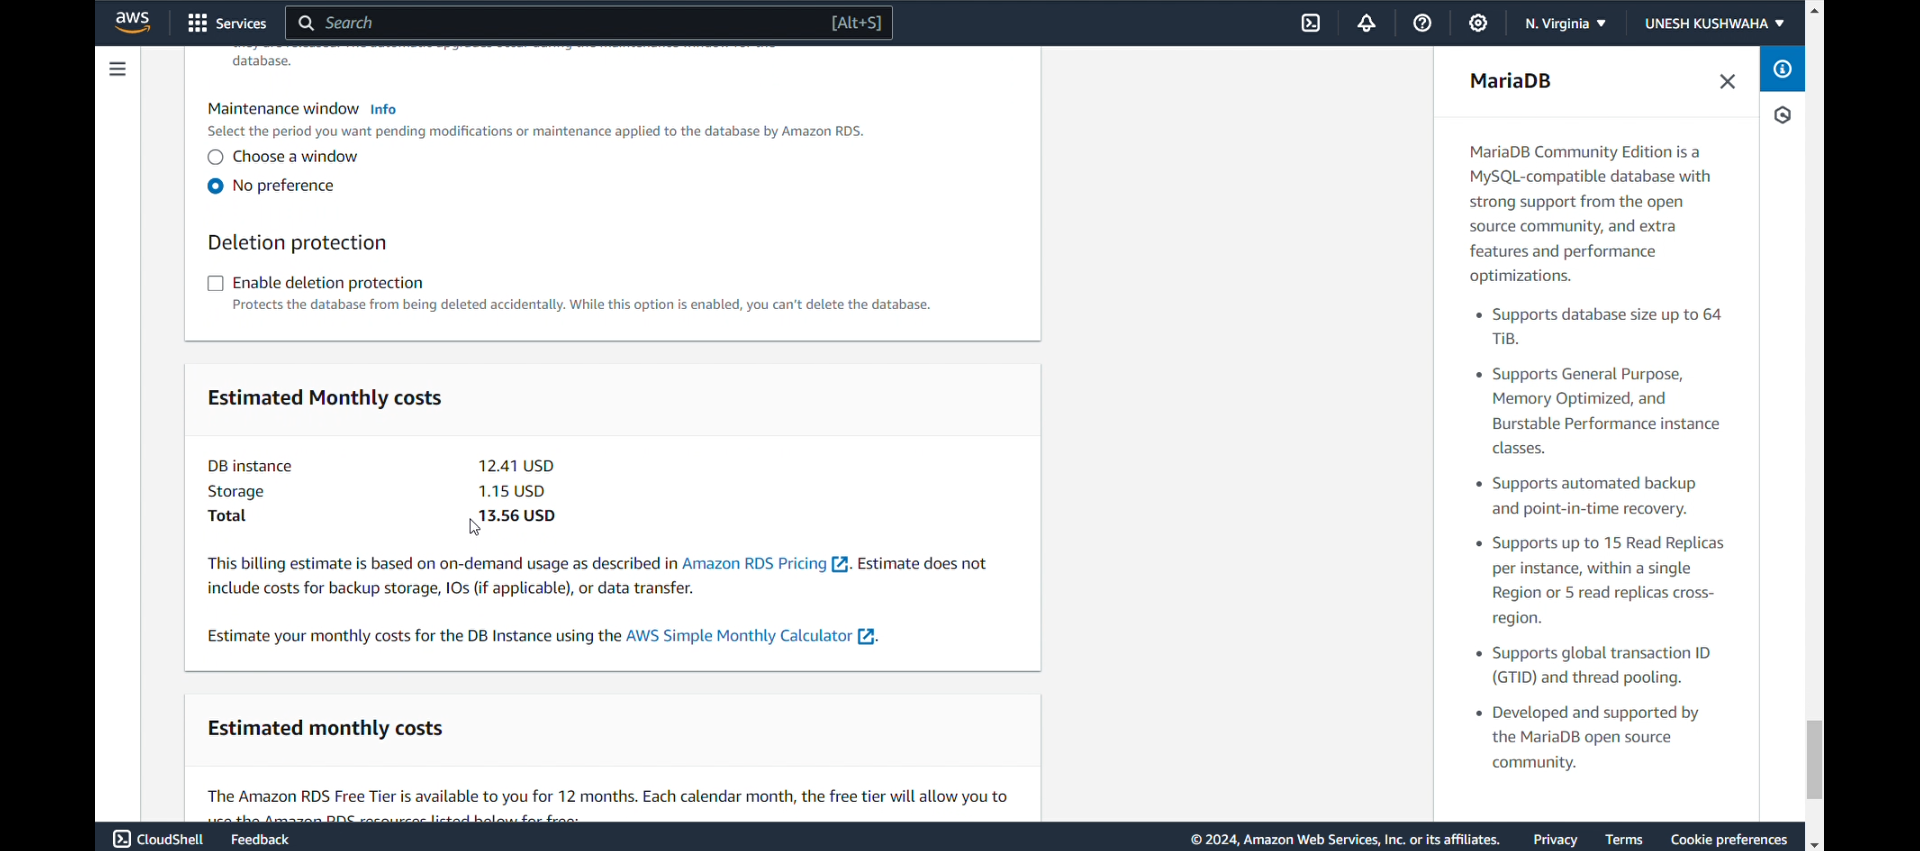 aws
Services
Search
[Alt+S]
N. Virginia
UNESH KUSHWAHA
database.
Maintenance window Info
Select the period you want pending modifications or maintenance applied to the database by Amazon RDS.
Choose a window
No preference
Deletion protection
Enable deletion protection
Protects the database from being deleted accidentally. While this option is enabled, you can't delete the database.
Estimated Monthly costs
DB instance 12.41 USD
Storage 1.15 USD
Total 13.56 USD
This billing estimate is based on on-demand usage as described in Amazon RDS Pricing. Estimate does not
include costs for backup storage, IOs (if applicable), or data transfer.
Estimate your monthly costs for the DB Instance using the AWS Simple Monthly Calculator.
Estimated monthly costs
The Amazon RDS Free Tier is available to you for 12 months. Each calendar month, the free tier will allow you to
use the Amazon RDS resources listed below for free:
MariaDB
MariaDB Community Edition is a
MySQL-compatible database with
strong support from the open
source community, and extra
features and performance
optimizations.
• Supports database size up to 64
TiB.
• Supports General Purpose,
Memory Optimized, and
Burstable Performance instance
classes.
• Supports automated backup
and point-in-time recovery.
• Supports up to 15 Read Replicas
per instance, within a single
Region or 5 read replicas cross-
region.
• Supports global transaction ID
(GTID) and thread pooling.
• Developed and supported by
the MariaDB open source
community.
CloudShell
Feedback
© 2024, Amazon Web Services, Inc. or its affiliates.
Privacy
Terms
Cookie preferences